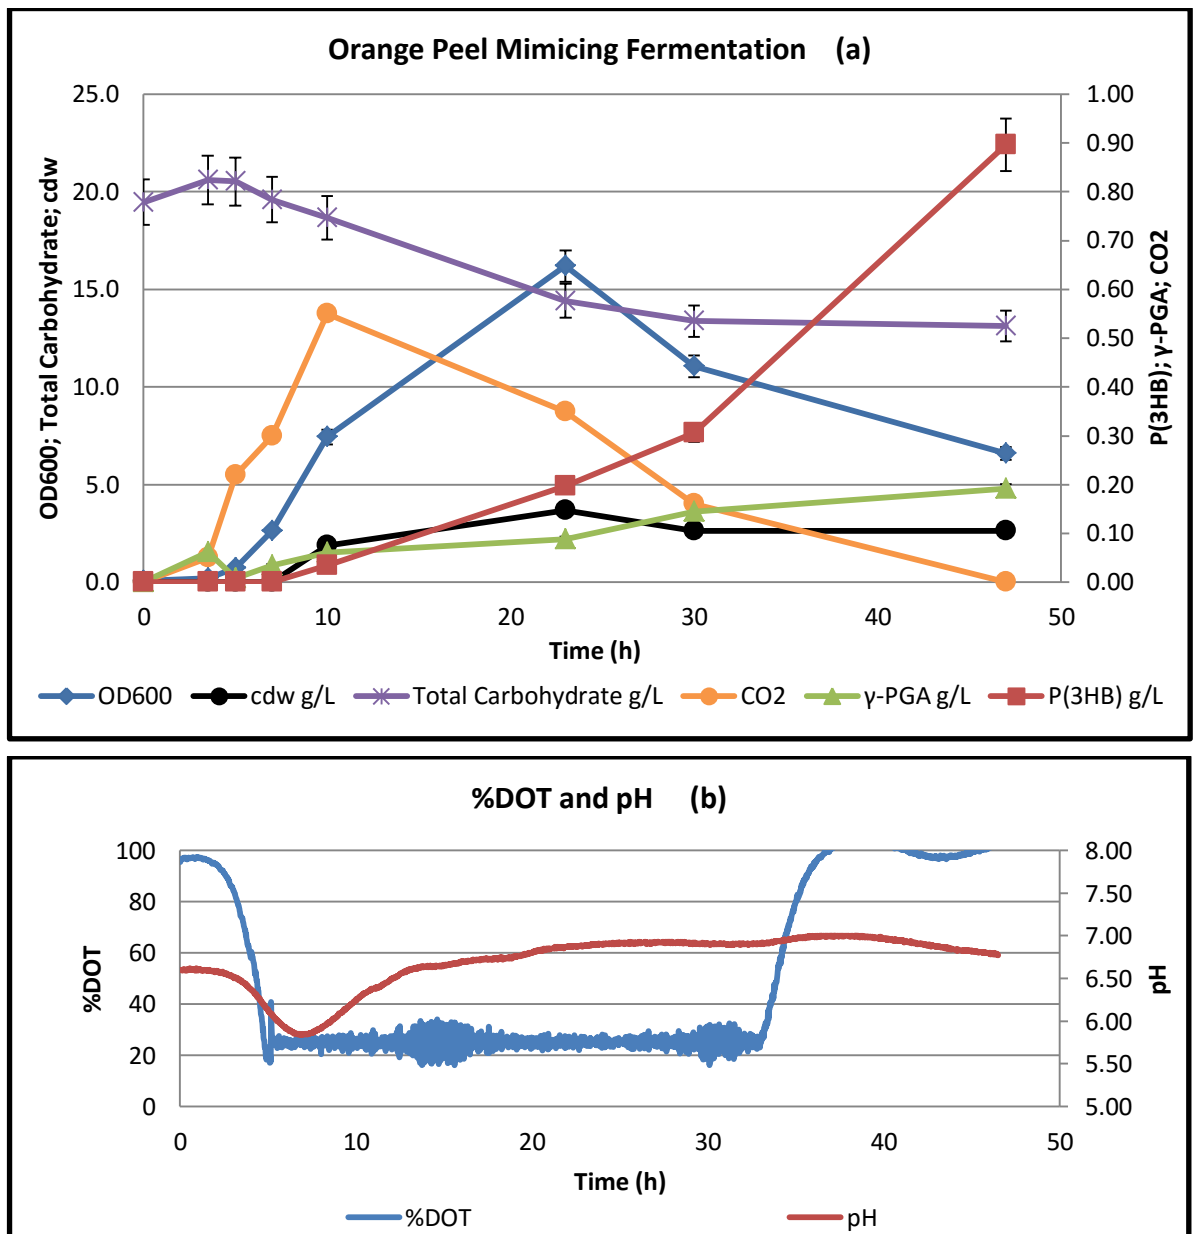 Orange Peel Mimicing Fermentation (a)
OD600; Total Carbohydrate; cdw
25.0
20.0
15.0
10.0
5.0
0.0
1.00
0.90
0.80
0.70
0.60
0.50
0.40
0.30
0.20
0.10
0.00
P(3HB); γ-PGA; CO2
0 10 20 30 40 50
Time (h)
OD600 cdw g/L Total Carbohydrate g/L CO2 γ-PGA g/L P(3HB) g/L
%DOT and pH (b)
%DOT
100
80
60
40
20
0
8.00
7.50
7.00
6.50
6.00
5.50
5.00
pH
0 10 20 30 40 50
Time (h)
%DOT pH